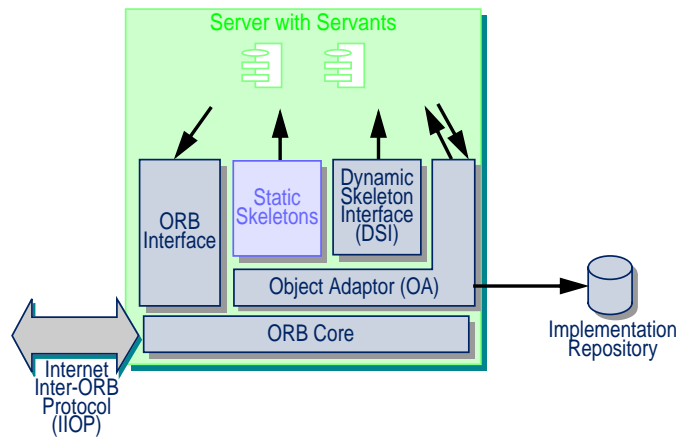 Server with Servants
ORB
Interface
Static
Skeletons
Dynamic
Skeleton
Interface
(DSI)
Object Adaptor (OA)
ORB Core
Internet
Inter-ORB
Protocol
(IIOP)
Implementation
Repository